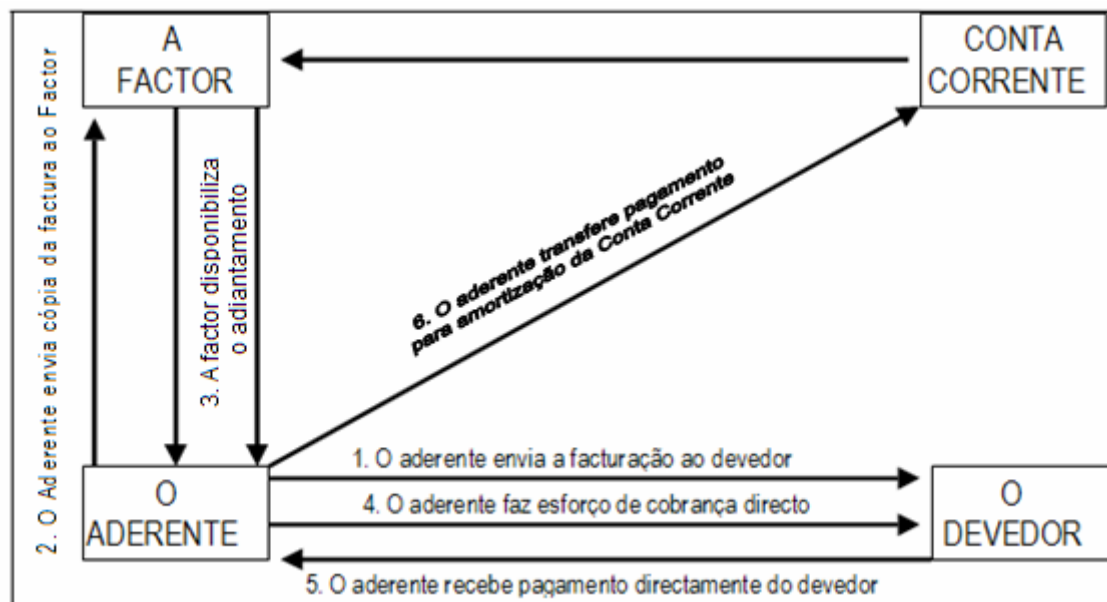 A
FACTOR
CONTA
CORRENTE
2. O Aderente envia cópia da factura ao Factor
3. A factor disponibiliza
o adiantamento
6. O aderente transfere pagamento
para amortização da Conta Corrente
1. O aderente envia a facturação ao devedor
O
ADERENTE
4. O aderente faz esforço de cobrança directo
O
DEVEDOR
5. O aderente recebe pagamento directamente do devedor